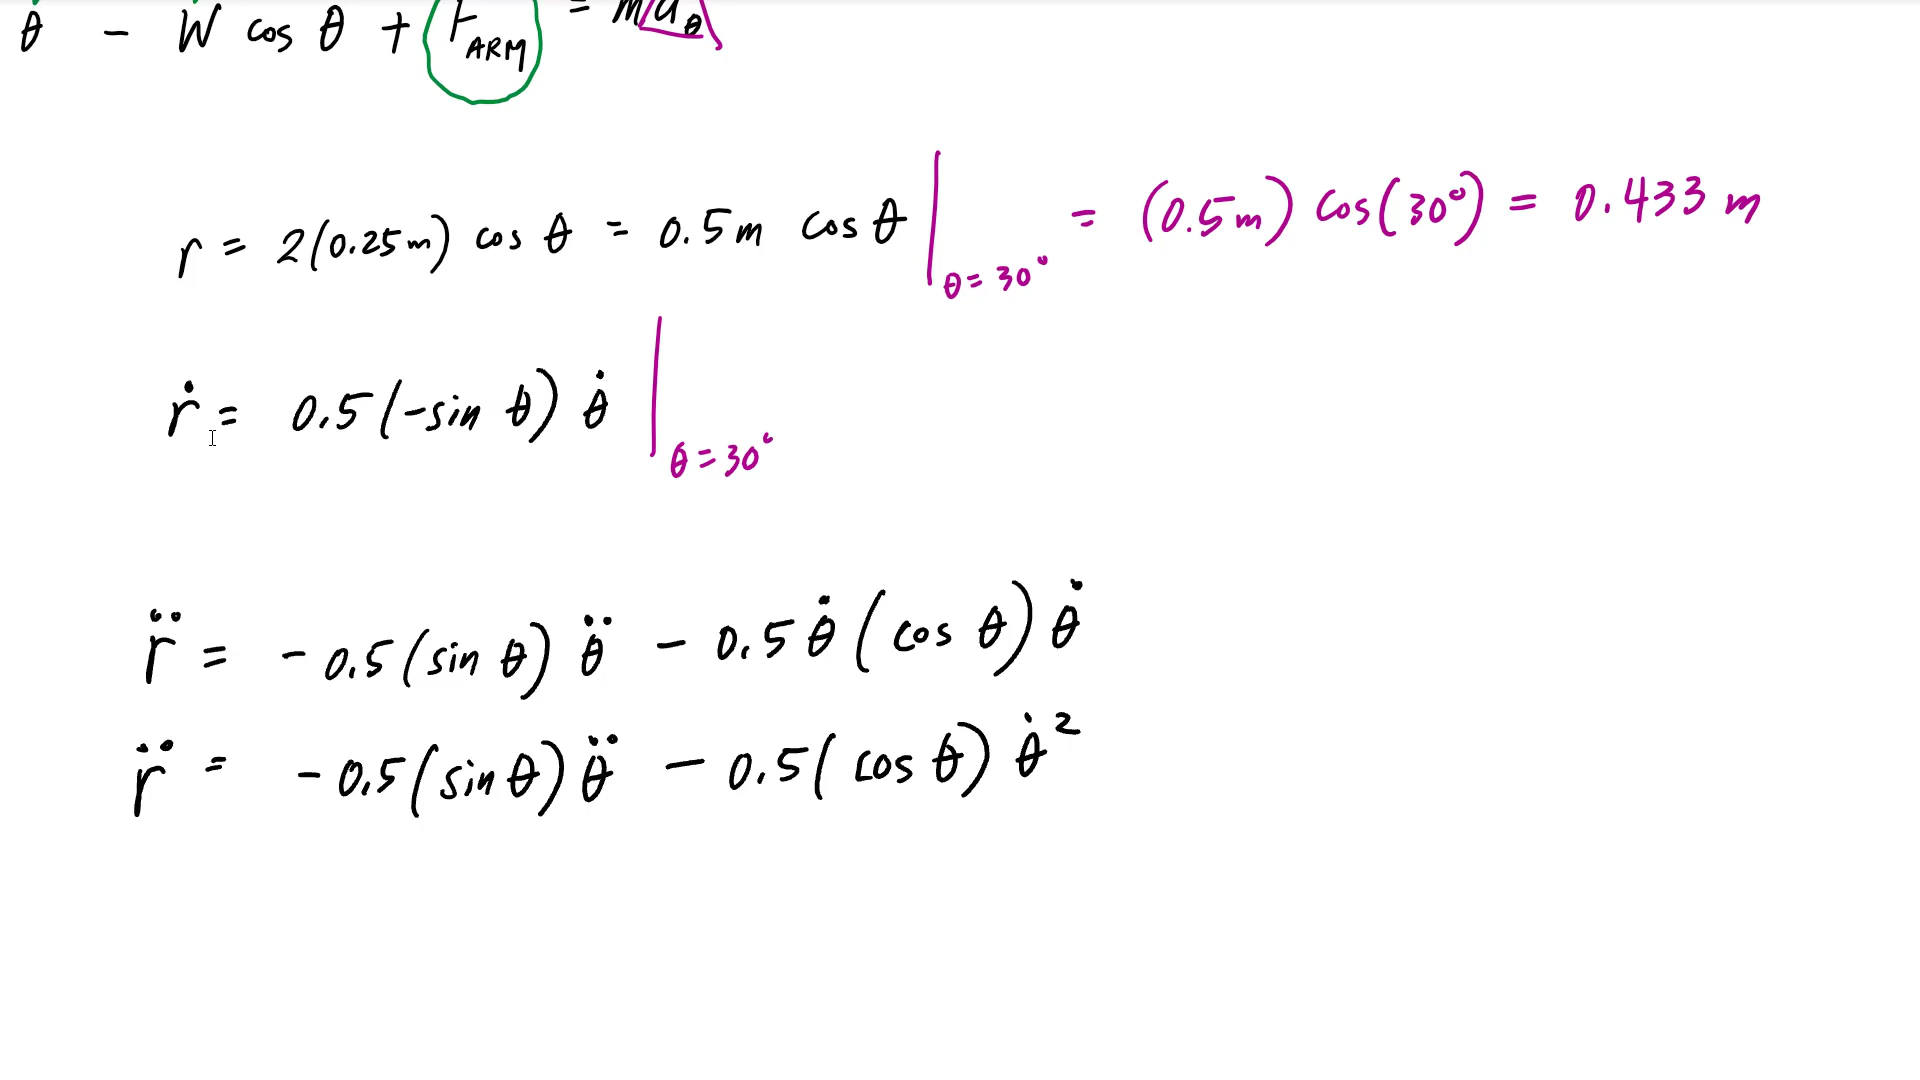 θ̇ - W cos θ + F_ARM = m a_θ
r = 2(0.25m) cos θ = 0.5m cos θ |_θ=30° = (0.5m) cos(30°) = 0.433 m
ṙ = 0.5(-sin θ) θ̇ |_θ=30°
r̈ = -0.5(sin θ) θ̈ - 0.5 θ̇ (cos θ) θ̇
r̈ = -0.5(sin θ) θ̈ - 0.5(cos θ) θ̇²